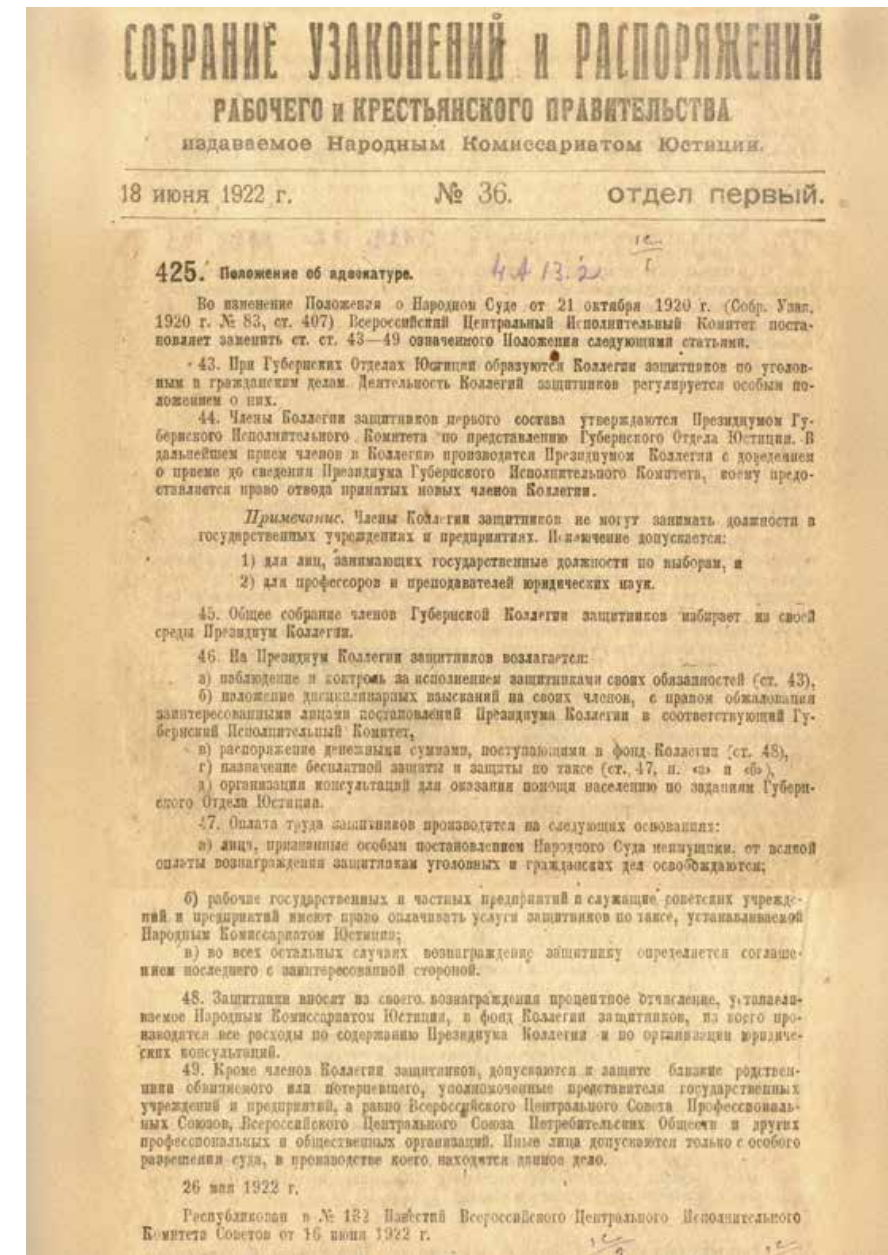 СОБРАНИЕ УЗАКОНЕНИЙ и РАСПОРЯЖЕНИЙ
РАБОЧЕГО и КРЕСТЬЯНСКОГО ПРАВИТЕЛЬСТВА
издаваемое Народным Комиссариатом Юстиции.
18 июня 1922 г. № 36. отдел первый.
425. Положение об адвокатуре.
Во изменение Положения о Народном Суде от 21 октября 1920 г. (Собр. Узак.
1920 г. № 83, ст. 407) Всероссийский Центральный Исполнительный Комитет поста-
новляет заменить ст. ст. 43—49 означенного Положения следующими статьями.
43. При Губернских Отделах Юстиции образуются Коллегии защитников по уголов-
ным и гражданским делам. Деятельность Коллегий защитников регулируется особым по-
ложением о них.
44. Члены Коллегии защитников первого состава утверждаются Президиумом Гу-
бернского Исполнительного Комитета по представлению Губернского Отдела Юстиции. В
дальнейшем прием членов в Коллегию производится Президиумом Коллегии с доведением
о приеме до сведения Президиума Губернского Исполнительного Комитета, коему предо-
ставляется право отвода принятых новых членов Коллегии.
Примечание. Члены Коллегии защитников не могут занимать должности в
государственных учреждениях и предприятиях. Исключение допускается:
1) для лиц, занимающих государственные должности по выборам, и
2) для профессоров и преподавателей юридических наук.
45. Общее собрание членов Губернской Коллегии защитников избирает из своей
среды Президиум Коллегии.
46. На Президиум Коллегии защитников возлагается:
а) наблюдение и контроль за исполнением защитниками своих обязанностей (ст. 43),
б) наложение дисциплинарных взысканий на своих членов, с правом обжалования
заинтересованными лицами постановлений Президиума Коллегии в соответствующий Гу-
бернский Исполнительный Комитет,
в) распоряжение денежными суммами, поступающими в фонд Коллегии (ст. 48),
г) назначение бесплатной защиты и защиты по таксе (ст. 47, п. «а» и «б»),
д) организация консультаций для оказания помощи населению по заданиям Губерн-
ского Отдела Юстиции.
47. Оплата труда защитников производится на следующих основаниях:
а) лица, признанные особым постановлением Народного Суда неимущими, от всякой
оплаты вознаграждения защитникам уголовных и гражданских дел освобождаются;
б) рабочие государственных и частных предприятий и служащие советских учрежде-
ний и предприятий имеют право оплачивать услуги защитников по таксе, устанавливаемой
Народным Комиссариатом Юстиции;
в) во всех остальных случаях вознаграждение защитнику определяется соглаше-
нием последнего с заинтересованной стороной.
48. Защитники вносят из своего вознаграждения процентное отчисление, устанавли-
ваемое Народным Комиссариатом Юстиции, в фонд Коллегии защитников, из коего про-
изводятся все расходы по содержанию Президиума Коллегии и по организации юридиче-
ских консультаций.
49. Кроме членов Коллегии защитников, допускаются к защите близкие родствен-
ники обвиняемого или потерпевшего, уполномоченные представители государственных
учреждений и предприятий, а равно Всероссийского Центрального Совета Профессиональ-
ных Союзов, Всероссийского Центрального Союза Потребительских Обществ и других
профессиональных и общественных организаций. Иные лица допускаются только с особого
разрешения суда, в производстве коего находится данное дело.
26 мая 1922 г.
Распубликован в № 132 Известий Всероссийского Центрального Исполнительного
Комитета Советов от 16 июня 1922 г.